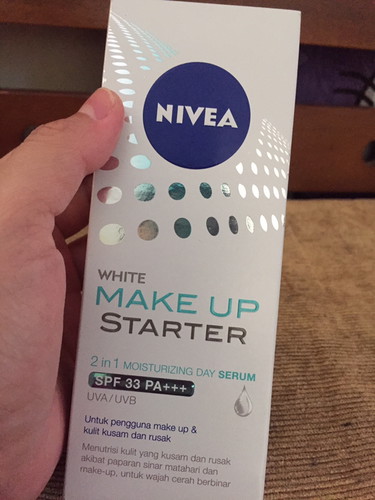 NIVEA
WHITE
MAKE UP
STARTER
2 in 1 MOISTURIZING DAY SERUM
SPF 33 PA+++
UVA / UVB
Untuk pengguna make up &
kulit kusam dan rusak
Menutrisi kulit yang kusam dan rusak
akibat paparan sinar matahari dan
make-up, untuk wajah cerah berbinar